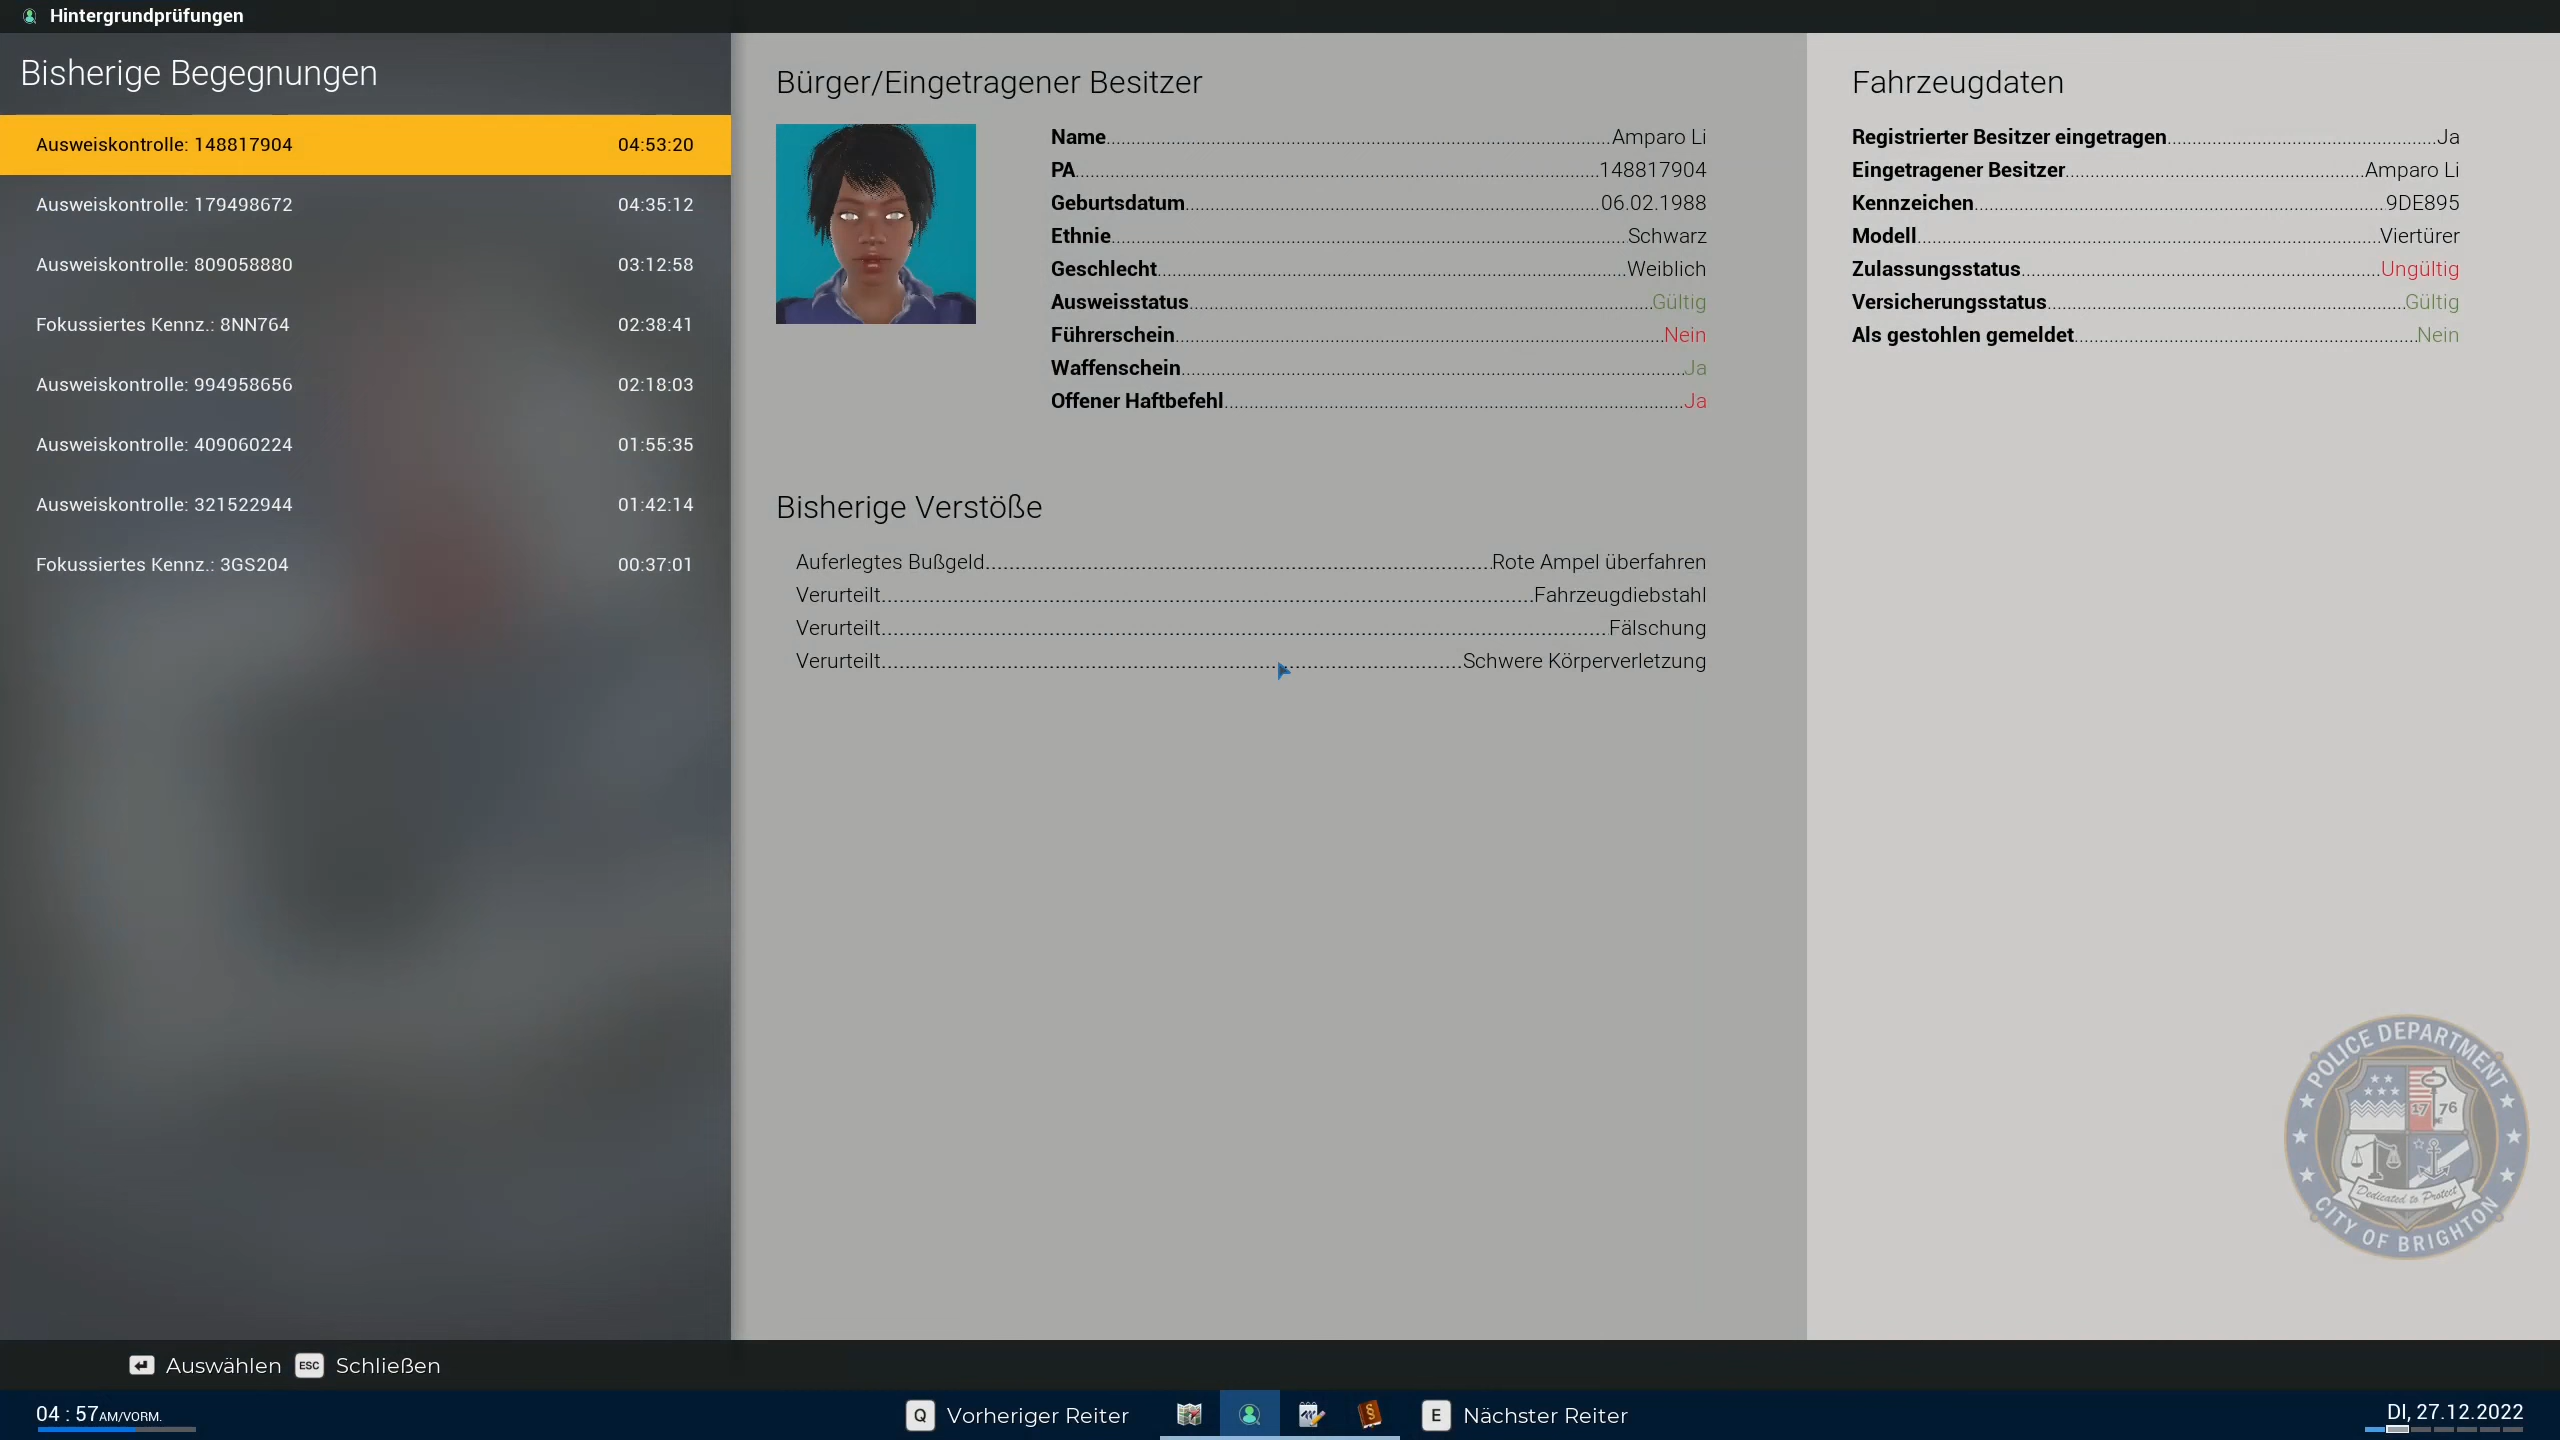 Hintergrundprüfungen
Bisherige Begegnungen
Ausweiskontrolle: 148817904 04:53:20
Ausweiskontrolle: 179498672 04:35:12
Ausweiskontrolle: 809058880 03:12:58
Fokussiertes Kennz.: 8NN764 02:38:41
Ausweiskontrolle: 994958656 02:18:03
Ausweiskontrolle: 409060224 01:55:35
Ausweiskontrolle: 321522944 01:42:14
Fokussiertes Kennz.: 3GS204 00:37:01
Bürger/Eingetragener Besitzer
Name Amparo Li
PA 148817904
Geburtsdatum 06.02.1988
Ethnie Schwarz
Geschlecht Weiblich
Ausweisstatus Gültig
Führerschein Nein
Waffenschein Ja
Offener Haftbefehl Ja
Bisherige Verstöße
Auferlegtes Bußgeld Rote Ampel überfahren
Verurteilt Fahrzeugdiebstahl
Verurteilt Fälschung
Verurteilt Schwere Körperverletzung
Fahrzeugdaten
Registrierter Besitzer eingetragen Ja
Eingetragener Besitzer Amparo Li
Kennzeichen 9DE895
Modell Viertürer
Zulassungsstatus Ungültig
Versicherungsstatus Gültig
Als gestohlen gemeldet Nein
POLICE DEPARTMENT
17 76
Dedicated to Protect
CITY OF BRIGHTON
Auswählen ESC Schließen
04 : 57 AM/VORM.
Q Vorheriger Reiter § E Nächster Reiter
DI, 27.12.2022